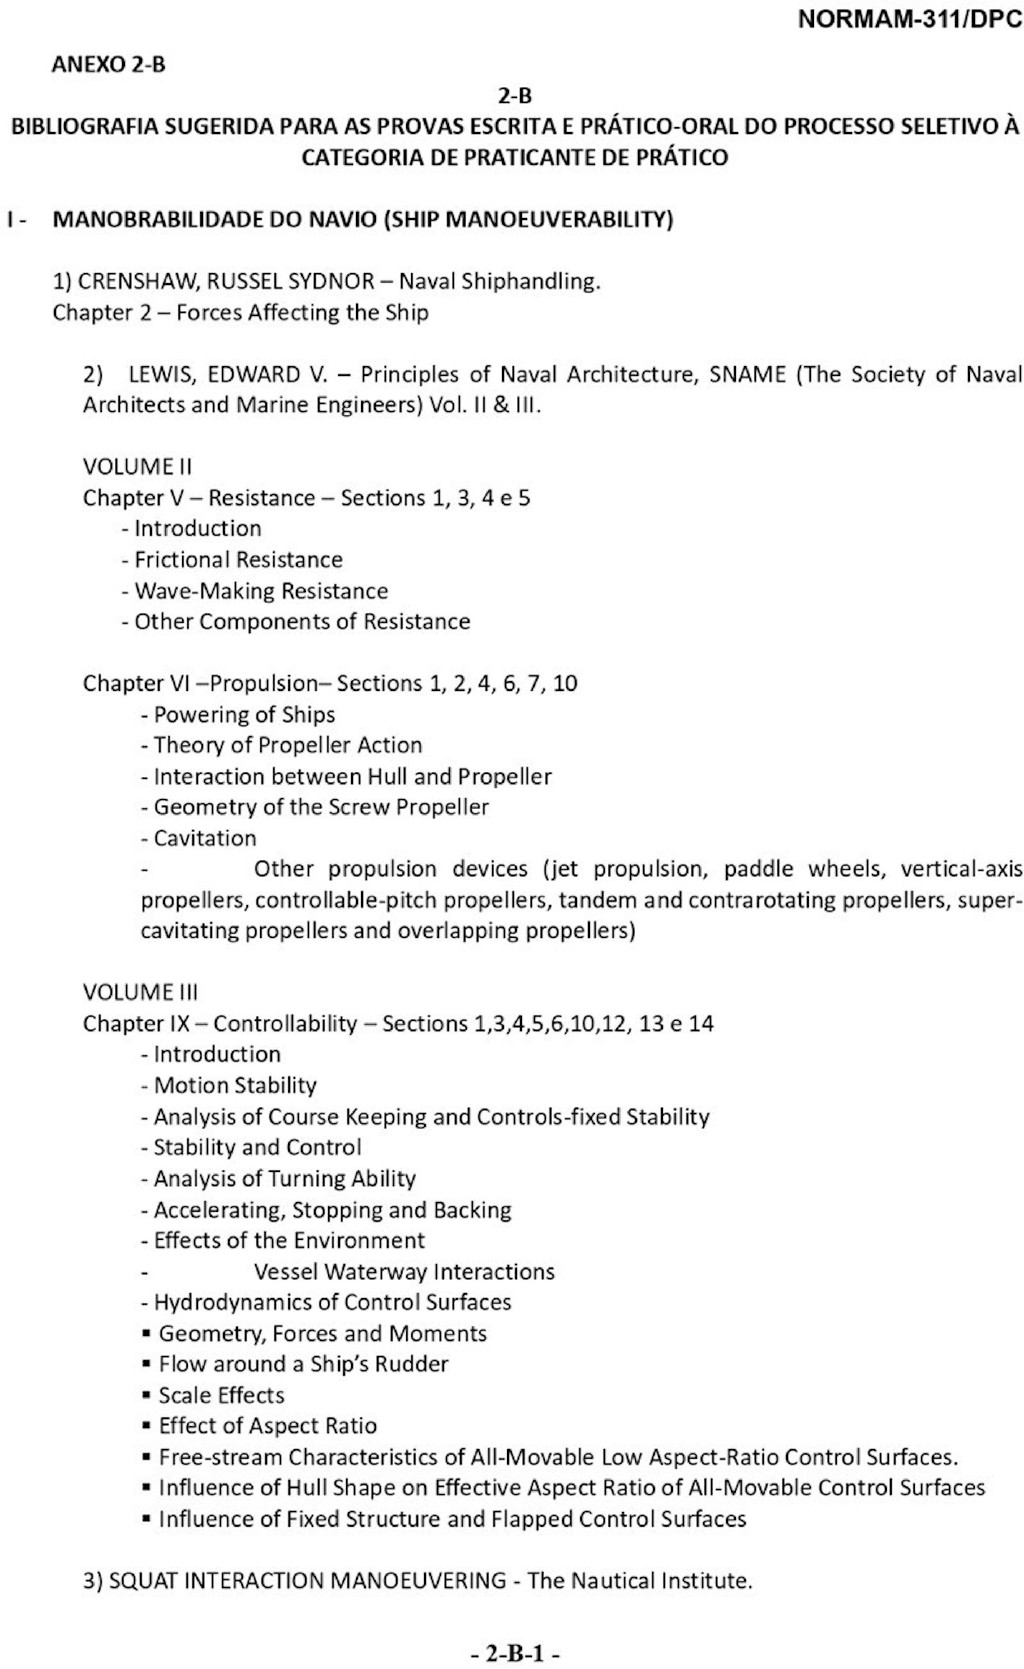 NORMAM-311/DPC
ANEXO 2-B
2-B
BIBLIOGRAFIA SUGERIDA PARA AS PROVAS ESCRITA E PRÁTICO-ORAL DO PROCESSO SELETIVO À
CATEGORIA DE PRATICANTE DE PRÁTICO
I - MANOBRABILIDADE DO NAVIO (SHIP MANOEUVERABILITY)
1) CRENSHAW, RUSSEL SYDNOR – Naval Shiphandling.
Chapter 2 – Forces Affecting the Ship
2) LEWIS, EDWARD V. – Principles of Naval Architecture, SNAME (The Society of Naval
Architects and Marine Engineers) Vol. II & III.
VOLUME II
Chapter V – Resistance – Sections 1, 3, 4 e 5
- Introduction
- Frictional Resistance
- Wave-Making Resistance
- Other Components of Resistance
Chapter VI –Propulsion– Sections 1, 2, 4, 6, 7, 10
- Powering of Ships
- Theory of Propeller Action
- Interaction between Hull and Propeller
- Geometry of the Screw Propeller
- Cavitation
- Other propulsion devices (jet propulsion, paddle wheels, vertical-axis
propellers, controllable-pitch propellers, tandem and contrarotating propellers, super-
cavitating propellers and overlapping propellers)
VOLUME III
Chapter IX – Controllability – Sections 1,3,4,5,6,10,12, 13 e 14
- Introduction
- Motion Stability
- Analysis of Course Keeping and Controls-fixed Stability
- Stability and Control
- Analysis of Turning Ability
- Accelerating, Stopping and Backing
- Effects of the Environment
- Vessel Waterway Interactions
- Hydrodynamics of Control Surfaces
▪ Geometry, Forces and Moments
▪ Flow around a Ship's Rudder
▪ Scale Effects
▪ Effect of Aspect Ratio
▪ Free-stream Characteristics of All-Movable Low Aspect-Ratio Control Surfaces.
▪ Influence of Hull Shape on Effective Aspect Ratio of All-Movable Control Surfaces
▪ Influence of Fixed Structure and Flapped Control Surfaces
3) SQUAT INTERACTION MANOEUVERING - The Nautical Institute.
- 2-B-1 -